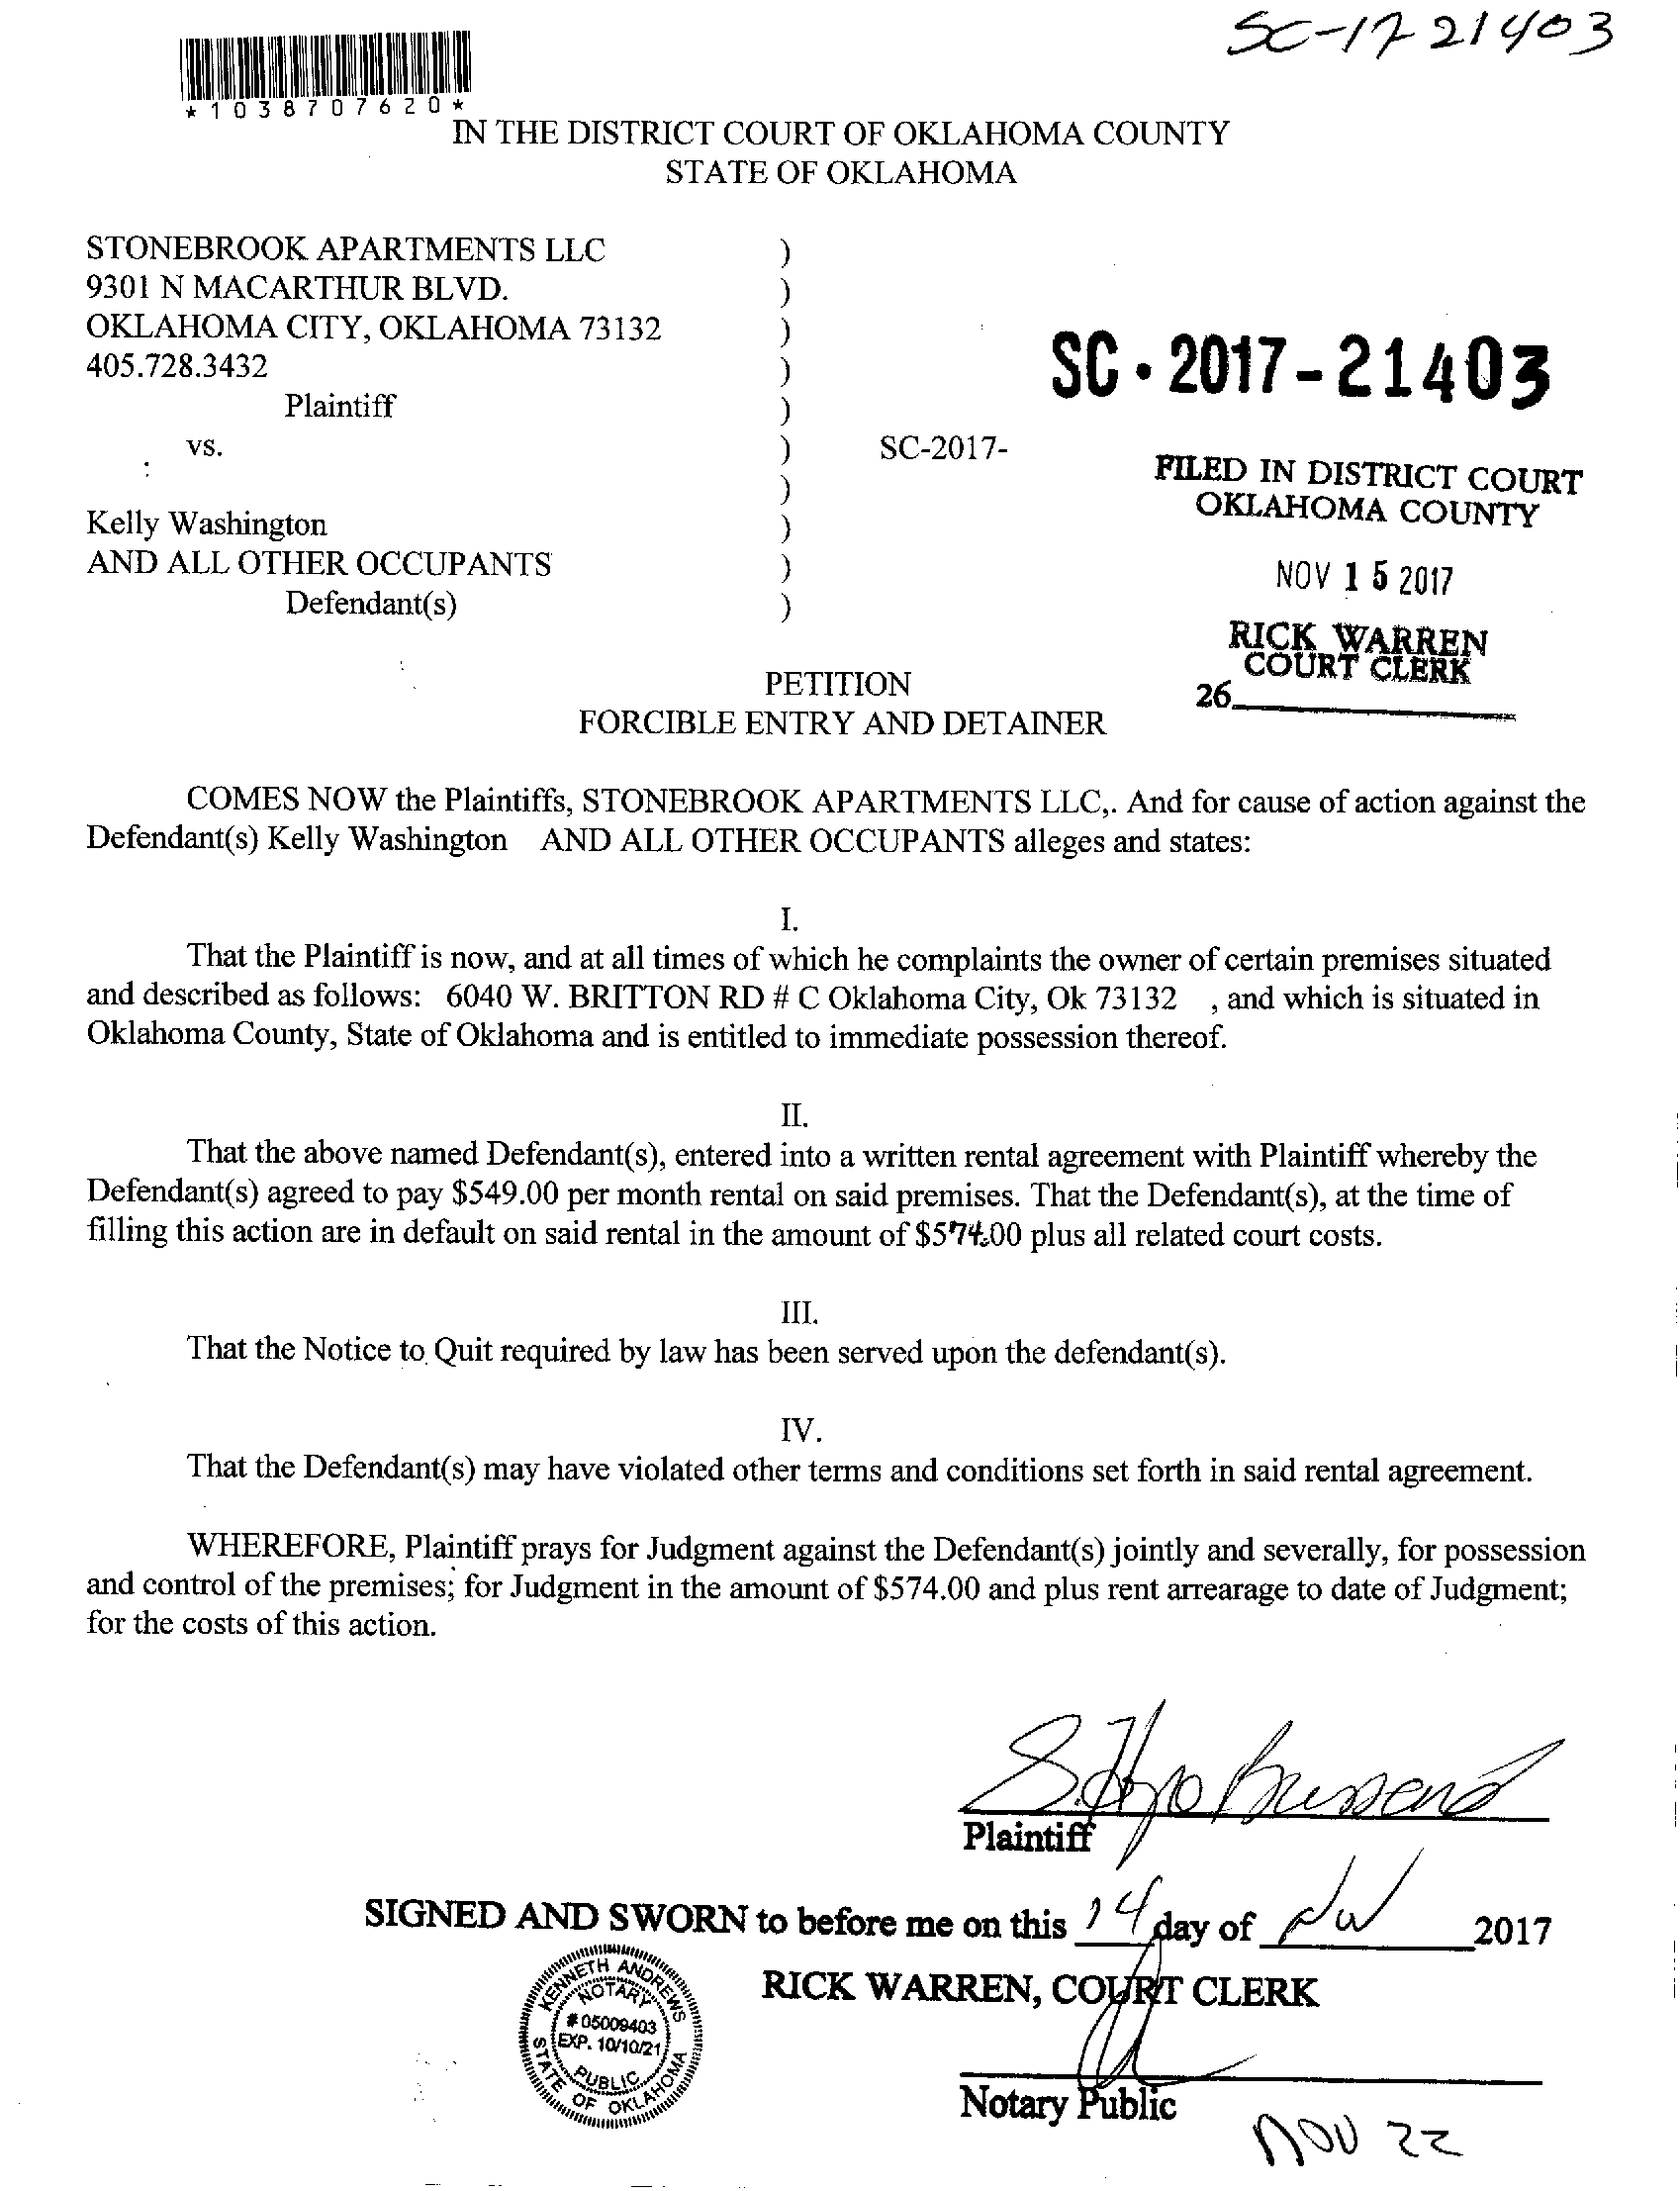 SC-17 21403
*1038707620*
IN THE DISTRICT COURT OF OKLAHOMA COUNTY
STATE OF OKLAHOMA
STONEBROOK APARTMENTS LLC )
9301 N MACARTHUR BLVD. )
OKLAHOMA CITY, OKLAHOMA 73132 )
405.728.3432 )
Plaintiff )
vs. ) SC-2017-
)
Kelly Washington )
AND ALL OTHER OCCUPANTS )
Defendant(s) )
SC • 2017 - 21403
FILED IN DISTRICT COURT
OKLAHOMA COUNTY
NOV 15 2017
RICK WARREN
COURT CLERK
26
PETITION
FORCIBLE ENTRY AND DETAINER
COMES NOW the Plaintiffs, STONEBROOK APARTMENTS LLC,. And for cause of action against the
Defendant(s) Kelly Washington AND ALL OTHER OCCUPANTS alleges and states:
I.
That the Plaintiff is now, and at all times of which he complaints the owner of certain premises situated
and described as follows: 6040 W. BRITTON RD # C Oklahoma City, Ok 73132 , and which is situated in
Oklahoma County, State of Oklahoma and is entitled to immediate possession thereof.
II.
That the above named Defendant(s), entered into a written rental agreement with Plaintiff whereby the
Defendant(s) agreed to pay $549.00 per month rental on said premises. That the Defendant(s), at the time of
filling this action are in default on said rental in the amount of $574.00 plus all related court costs.
III.
That the Notice to Quit required by law has been served upon the defendant(s).
IV.
That the Defendant(s) may have violated other terms and conditions set forth in said rental agreement.
WHEREFORE, Plaintiff prays for Judgment against the Defendant(s) jointly and severally, for possession
and control of the premises; for Judgment in the amount of $574.00 and plus rent arrearage to date of Judgment;
for the costs of this action.
Plaintiff
SIGNED AND SWORN to before me on this 14 day of Nov 2017
RICK WARREN, COURT CLERK
KENNETH ANDREWS
NOTARY
# 05009403
EXP. 10/10/21
PUBLIC
STATE OF OKLAHOMA
Notary Public
NOV 22